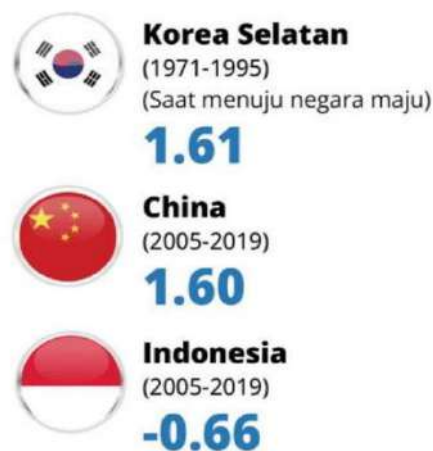 Korea Selatan
(1971-1995)
(Saat menuju negara maju)
1.61
China
(2005-2019)
1.60
Indonesia
(2005-2019)
-0.66